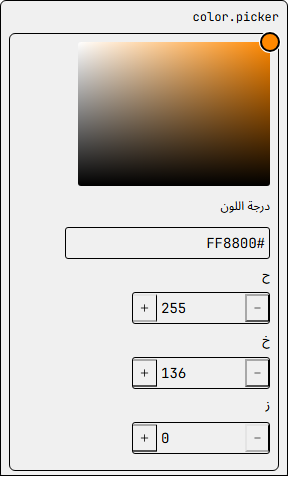 color.picker
درجة اللون
FF8800#
ح
+ 255 −
خ
+ 136 −
ز
+ 0 −